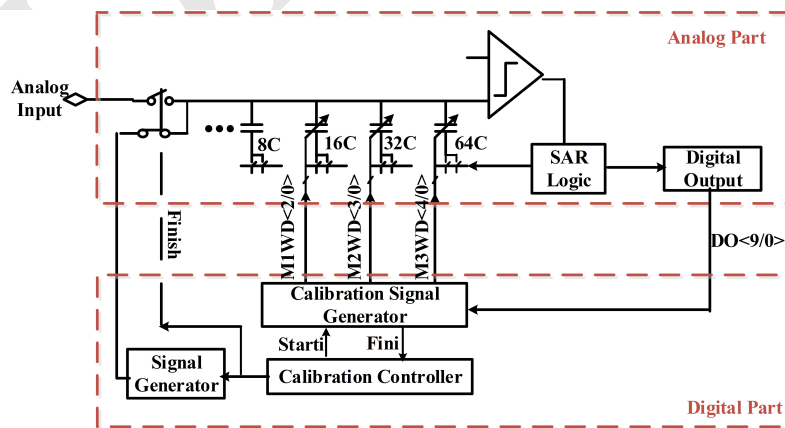 Analog Part
Analog
Input
8C
16C
32C
64C
SAR
Logic
Digital
Output
Finish
M1WD<2/0>
M2WD<3/0>
M3WD<4/0>
DO<9/0>
Calibration Signal
Generator
Starti
Fini
Signal
Generator
Calibration Controller
Digital Part